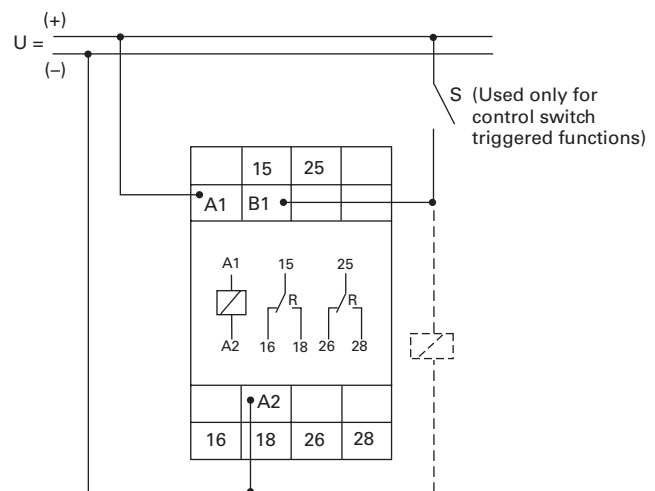 (+)
U =
(–)
S (Used only for
control switch
triggered functions)
15 25
A1 B1
A1 15 25
R R
A2 16 18 26 28
A2
16 18 26 28